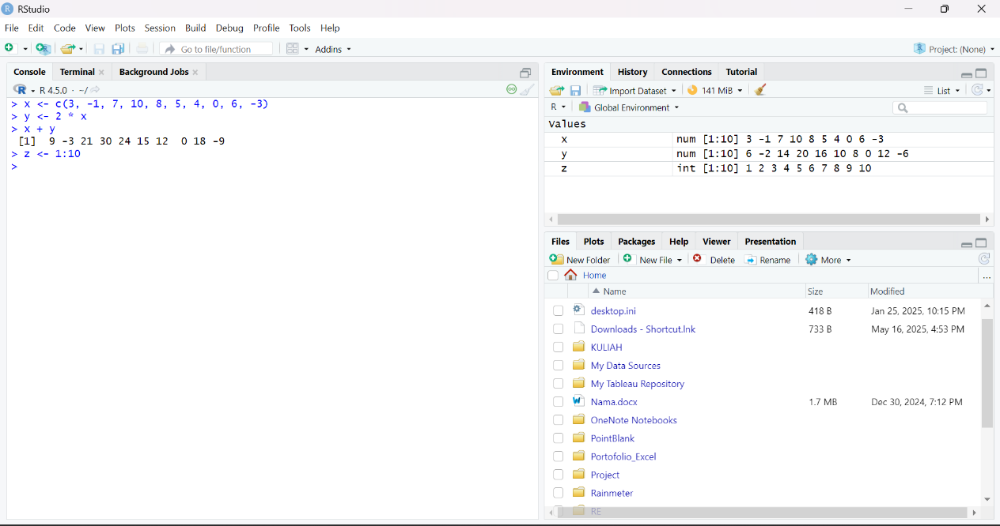 RStudio
File Edit Code View Plots Session Build Debug Profile Tools Help
Go to file/function Addins Project: (None)
Console Terminal Background Jobs
R 4.5.0 · ~/
> x <- c(3, -1, 7, 10, 8, 5, 4, 0, 6, -3)
> y <- 2 * x
> x + y
[1] 9 -3 21 30 24 15 12 0 18 -9
> z <- 1:10
>
Environment History Connections Tutorial
Import Dataset 141 MiB List
R Global Environment
Values
x num [1:10] 3 -1 7 10 8 5 4 0 6 -3
y num [1:10] 6 -2 14 20 16 10 8 0 12 -6
z int [1:10] 1 2 3 4 5 6 7 8 9 10
Files Plots Packages Help Viewer Presentation
New Folder New File Delete Rename More
Home ...
Name Size Modified
desktop.ini 418 B Jan 25, 2025, 10:15 PM
Downloads - Shortcut.lnk 733 B May 16, 2025, 4:53 PM
KULIAH
My Data Sources
My Tableau Repository
Nama.docx 1.7 MB Dec 30, 2024, 7:12 PM
OneNote Notebooks
PointBlank
Portofolio_Excel
Project
Rainmeter
RE